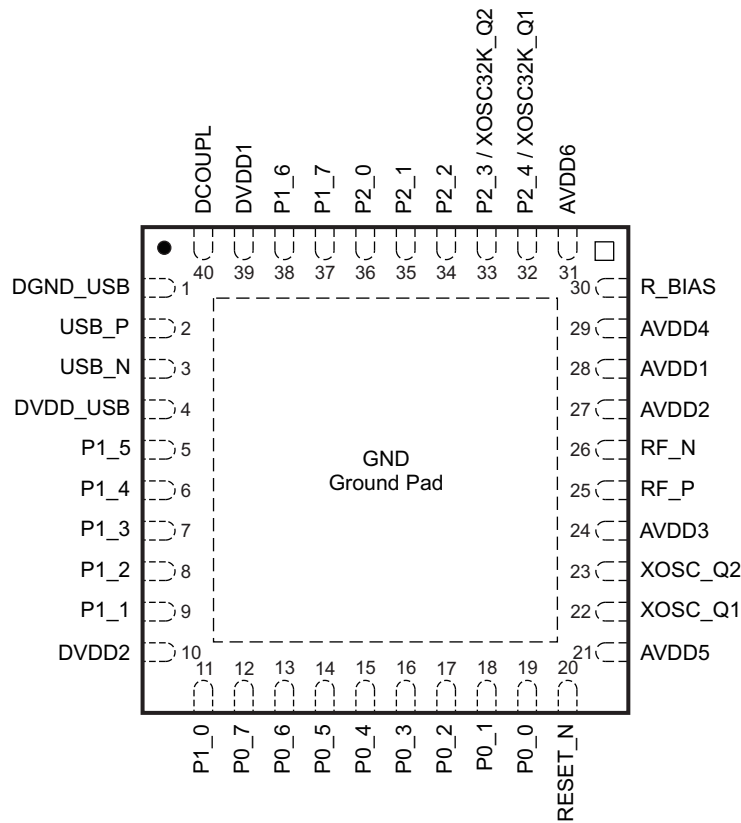 DCOUPL
DVDD1
P1_6
P1_7
P2_0
P2_1
P2_2
P2_3 / XOSC32K_Q2
P2_4 / XOSC32K_Q1
AVDD6
40 39 38 37 36 35 34 33 32 31
DGND_USB 1
USB_P 2
USB_N 3
DVDD_USB 4
P1_5 5
P1_4 6
P1_3 7
P1_2 8
P1_1 9
DVDD2 10
GND
Ground Pad
30 R_BIAS
29 AVDD4
28 AVDD1
27 AVDD2
26 RF_N
25 RF_P
24 AVDD3
23 XOSC_Q2
22 XOSC_Q1
21 AVDD5
11 12 13 14 15 16 17 18 19 20
P1_0
P0_7
P0_6
P0_5
P0_4
P0_3
P0_2
P0_1
P0_0
RESET_N